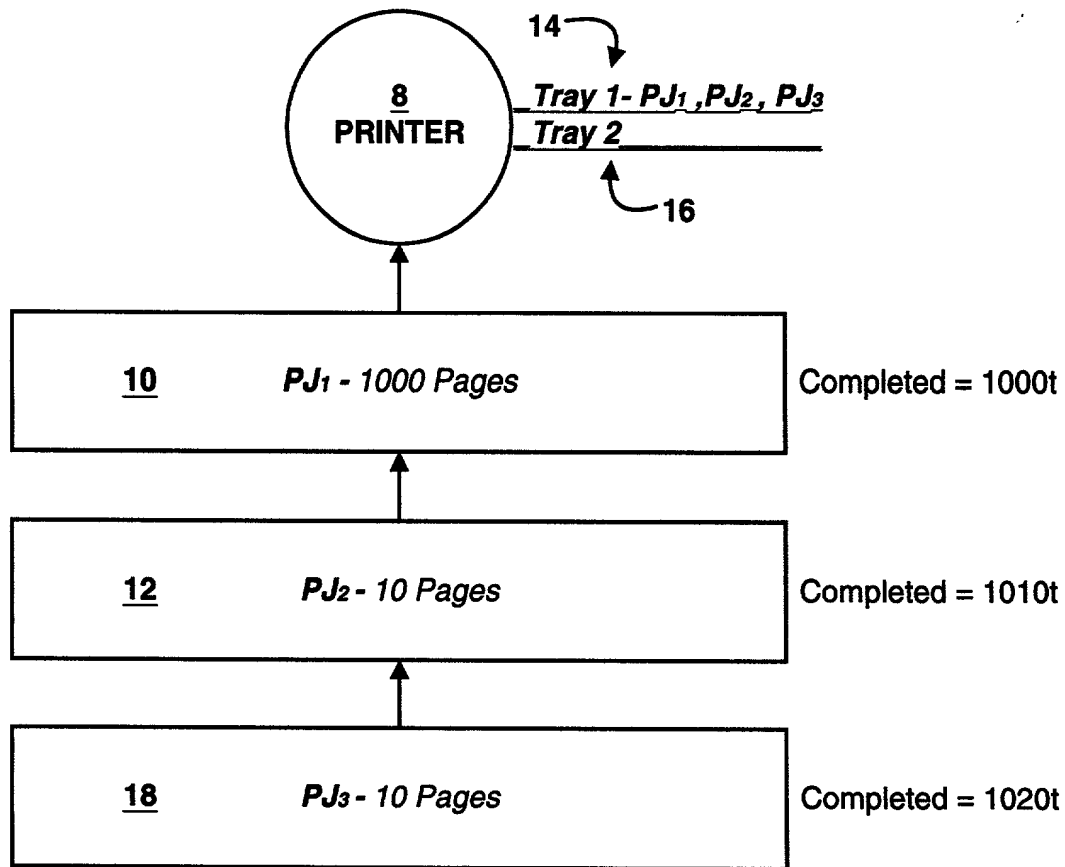 14
8
PRINTER
Tray 1- PJ1 ,PJ2, PJ3
Tray 2
16
10 PJ1 - 1000 Pages Completed = 1000t
12 PJ2 - 10 Pages Completed = 1010t
18 PJ3 - 10 Pages Completed = 1020t